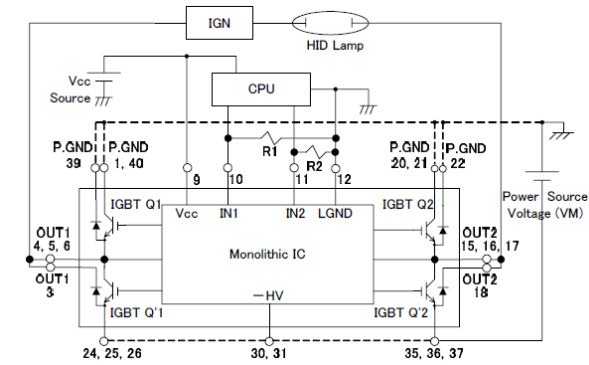 IGN
HID Lamp
Vcc
Source
CPU
R1
R2
P.GND
39
P.GND
1, 40
9
10
11
12
P.GND
20, 21
P.GND
22
Power Source
Voltage (VM)
IGBT Q1
Vcc
IN1
IN2
LGND
IGBT Q2
OUT1
4, 5, 6
Monolithic IC
OUT2
15, 16, 17
OUT1
3
OUT2
18
−HV
IGBT Q'1
IGBT Q'2
24, 25, 26
30, 31
35, 36, 37